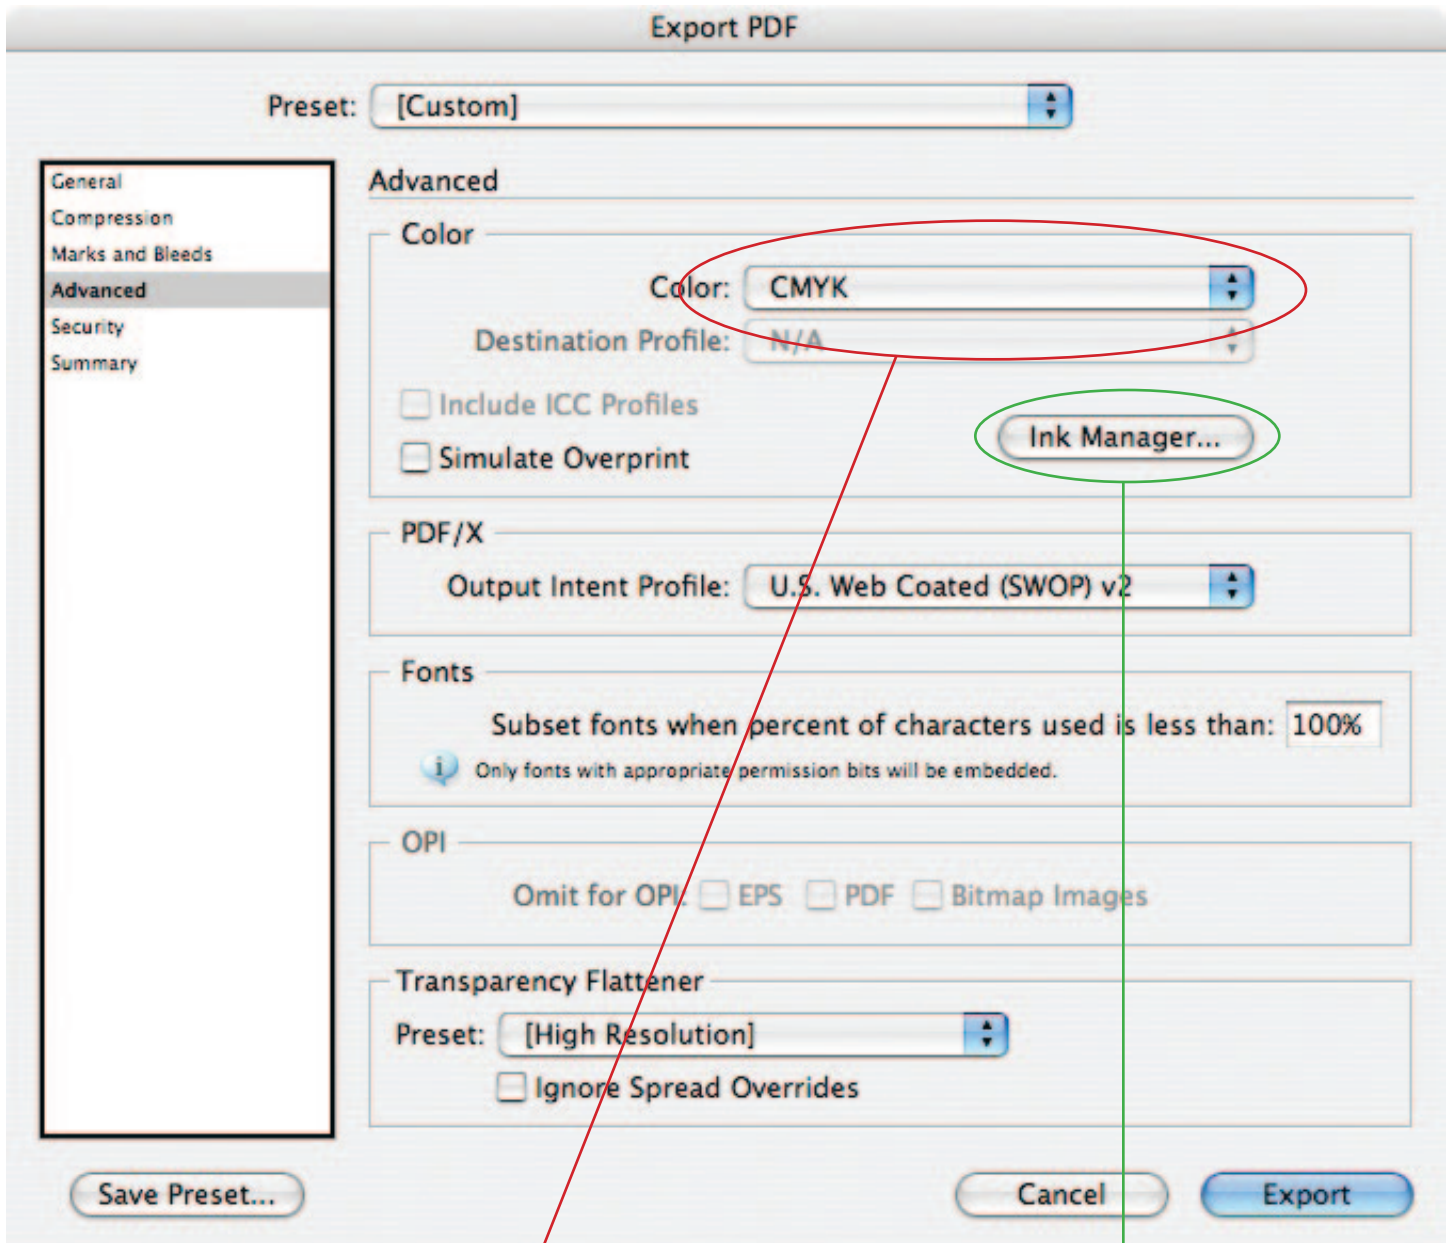 Export PDF
Preset: [Custom]
General
Compression
Marks and Bleeds
Advanced
Security
Summary
Advanced
Color
Color: CMYK
Destination Profile: N/A
Include ICC Profiles
Ink Manager...
Simulate Overprint
PDF/X
Output Intent Profile: U.S. Web Coated (SWOP) v2
Fonts
Subset fonts when percent of characters used is less than: 100%
i Only fonts with appropriate permission bits will be embedded.
OPI
Omit for OPI: EPS PDF Bitmap Images
Transparency Flattener
Preset: [High Resolution]
Ignore Spread Overrides
Save Preset... Cancel Export